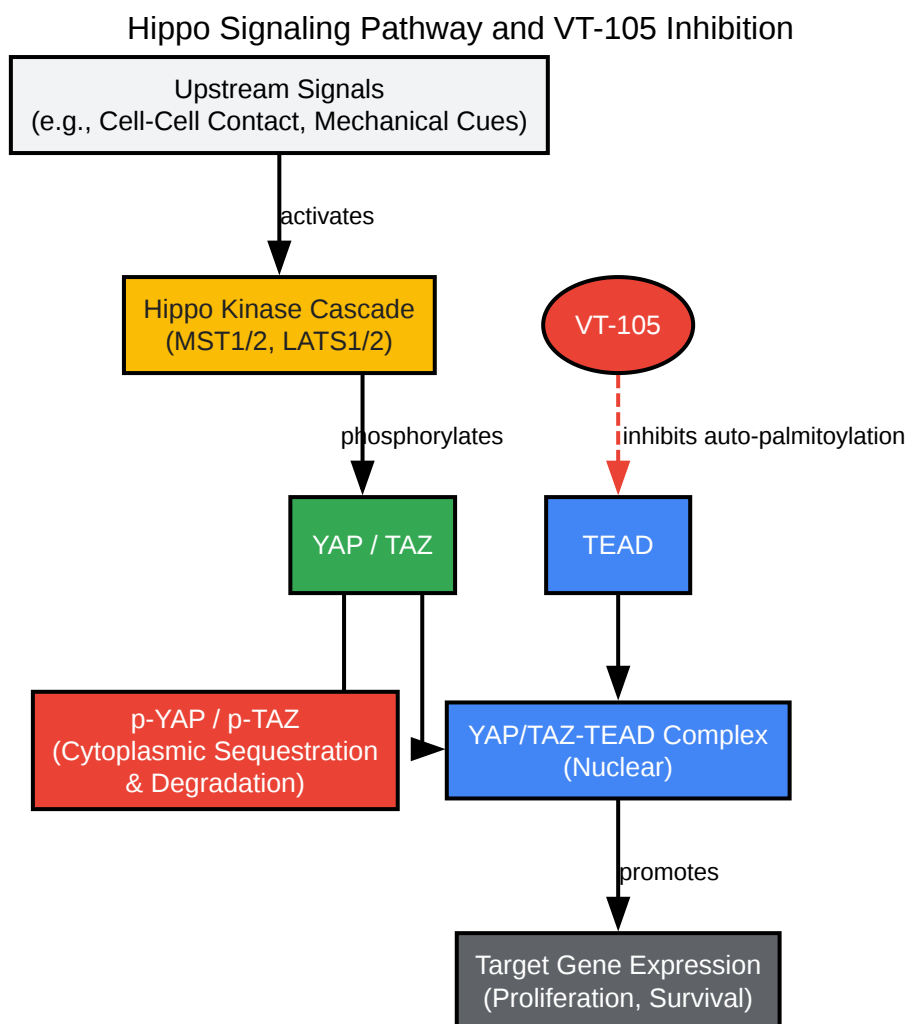 Hippo Signaling Pathway and VT-105 Inhibition
Upstream Signals
(e.g., Cell-Cell Contact, Mechanical Cues)
activates
Hippo Kinase Cascade
(MST1/2, LATS1/2)
VT-105
phosphorylates
inhibits auto-palmitoylation
YAP / TAZ
TEAD
p-YAP / p-TAZ
(Cytoplasmic Sequestration
& Degradation)
YAP/TAZ-TEAD Complex
(Nuclear)
promotes
Target Gene Expression
(Proliferation, Survival)